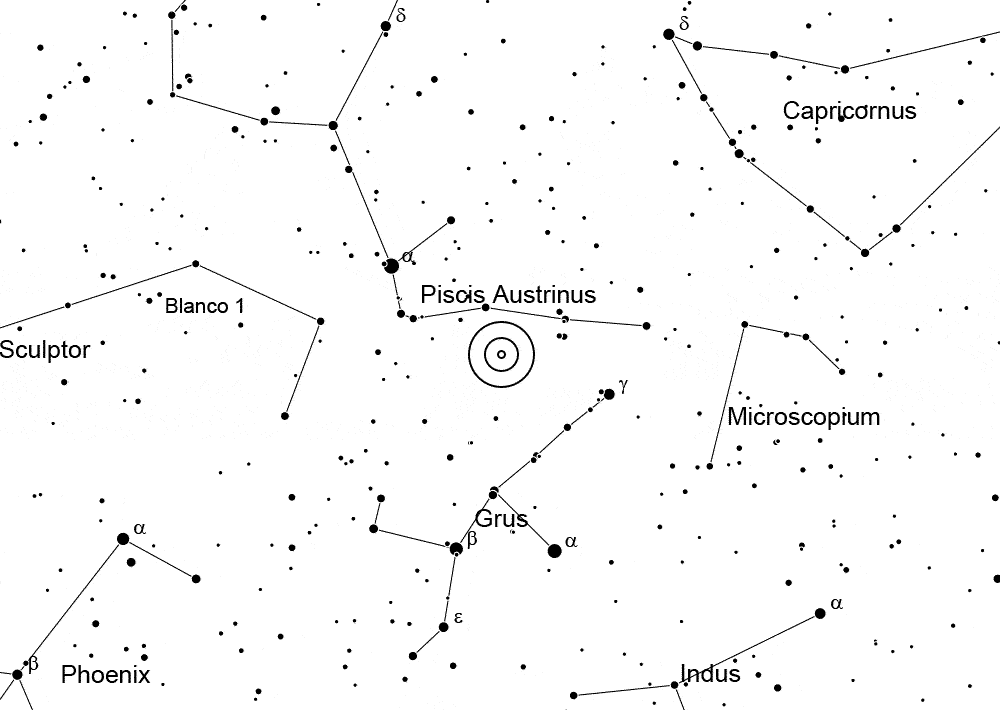 δ
δ
Capricornus
α
Piscis Austrinus
Blanco 1
Sculptor
γ
Microscopium
Grus
α
β
α
ε
α
β
Phoenix
Indus